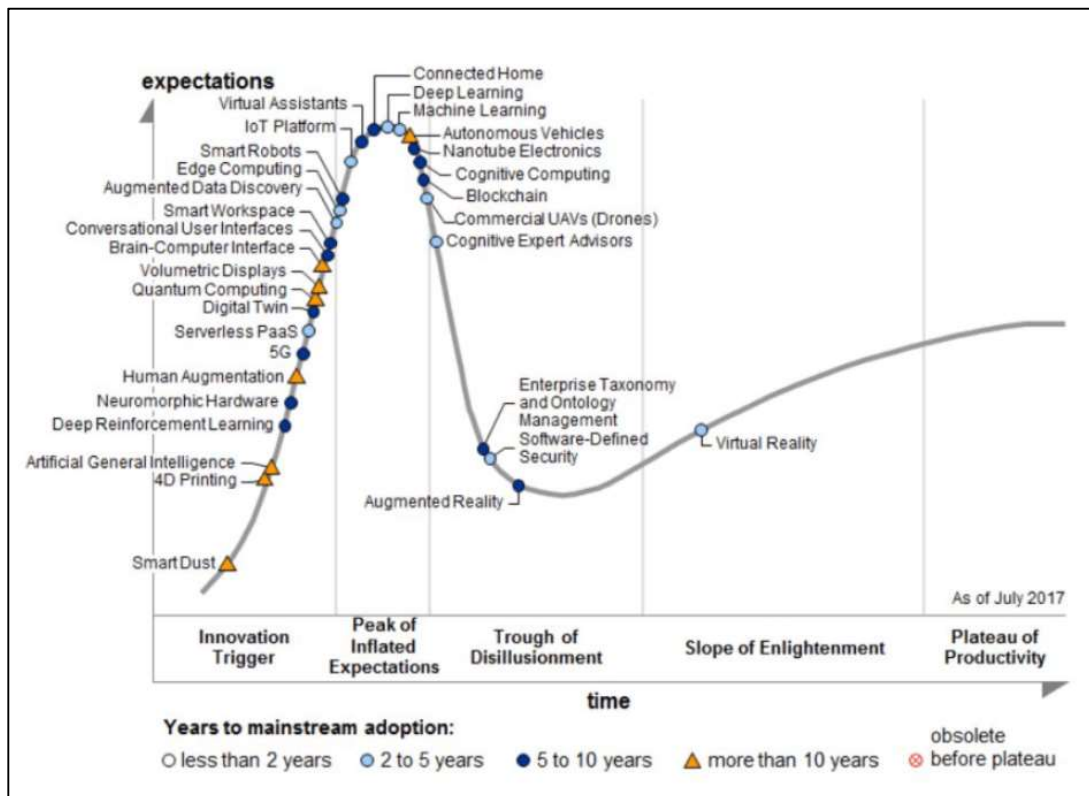 expectations
Connected Home
Deep Learning
Virtual Assistants
Machine Learning
IoT Platform
Autonomous Vehicles
Smart Robots
Nanotube Electronics
Edge Computing
Cognitive Computing
Augmented Data Discovery
Blockchain
Smart Workspace
Commercial UAVs (Drones)
Conversational User Interfaces
Cognitive Expert Advisors
Brain-Computer Interface
Volumetric Displays
Quantum Computing
Digital Twin
Serverless PaaS
5G
Human Augmentation
Neuromorphic Hardware
Deep Reinforcement Learning
Artificial General Intelligence
4D Printing
Smart Dust
Enterprise Taxonomy
and Ontology
Management
Software-Defined
Security
Augmented Reality
Virtual Reality
As of July 2017
Innovation
Trigger
Peak of
Inflated
Expectations
Trough of
Disillusionment
Slope of Enlightenment
Plateau of
Productivity
time
Years to mainstream adoption:
less than 2 years
2 to 5 years
5 to 10 years
more than 10 years
obsolete
before plateau